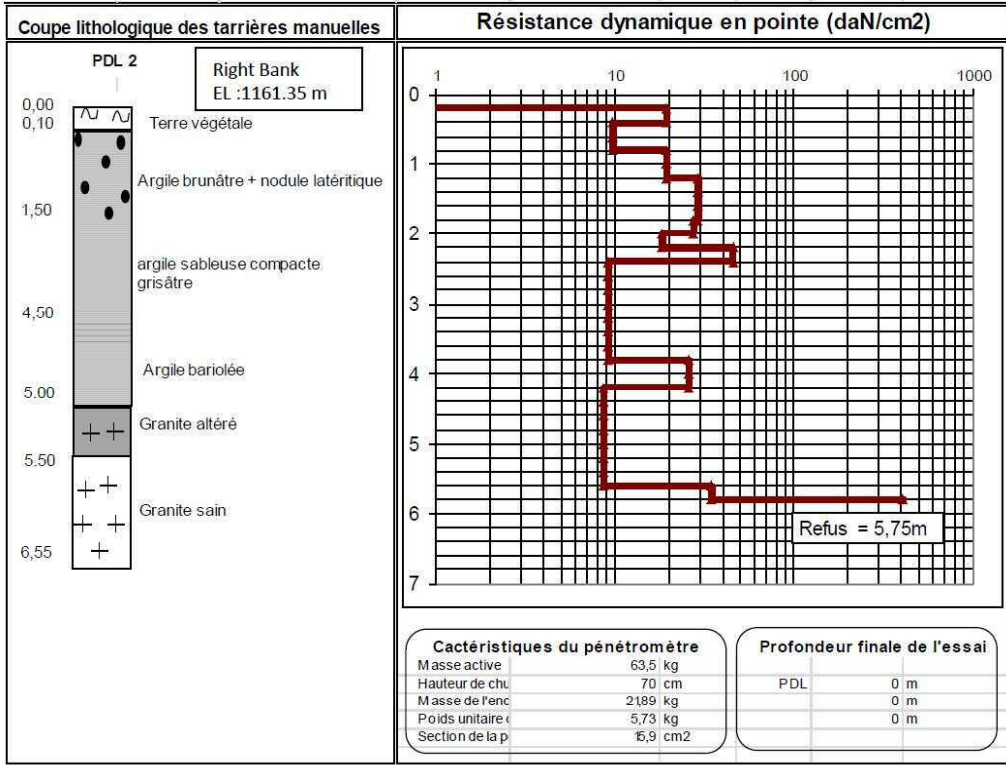 Coupe lithologique des tarrières manuelles
Résistance dynamique en pointe (daN/cm2)
PDL 2
Right Bank
EL :1161.35 m
0,00
0,10
Terre végétale
Argile brunâtre + nodule latéritique
1,50
argile sableuse compacte
grisâtre
4,50
Argile bariolée
5.00
Granite altéré
5.50
Granite sain
6,55
1 10 100 1000
0
1
2
3
4
5
6
7
Refus = 5,75m
Cactéristiques du pénétromètre
Masse active 63,5 kg
Hauteur de chu 70 cm
Masse de l'enc 21,89 kg
Poids unitaire 5,73 kg
Section de la p 15,9 cm2
Profondeur finale de l'essai
PDL 0 m
0 m
0 m